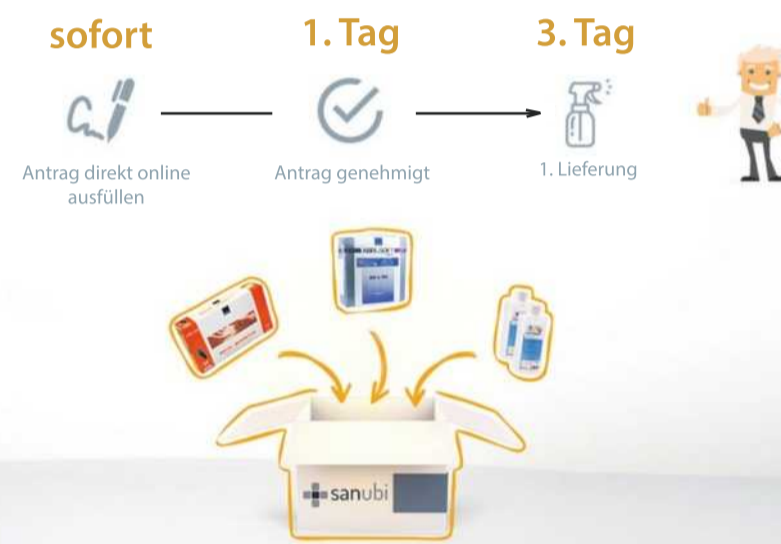 sofort
1. Tag
3. Tag
Antrag direkt online
ausfüllen
Antrag genehmigt
1. Lieferung
sanubi